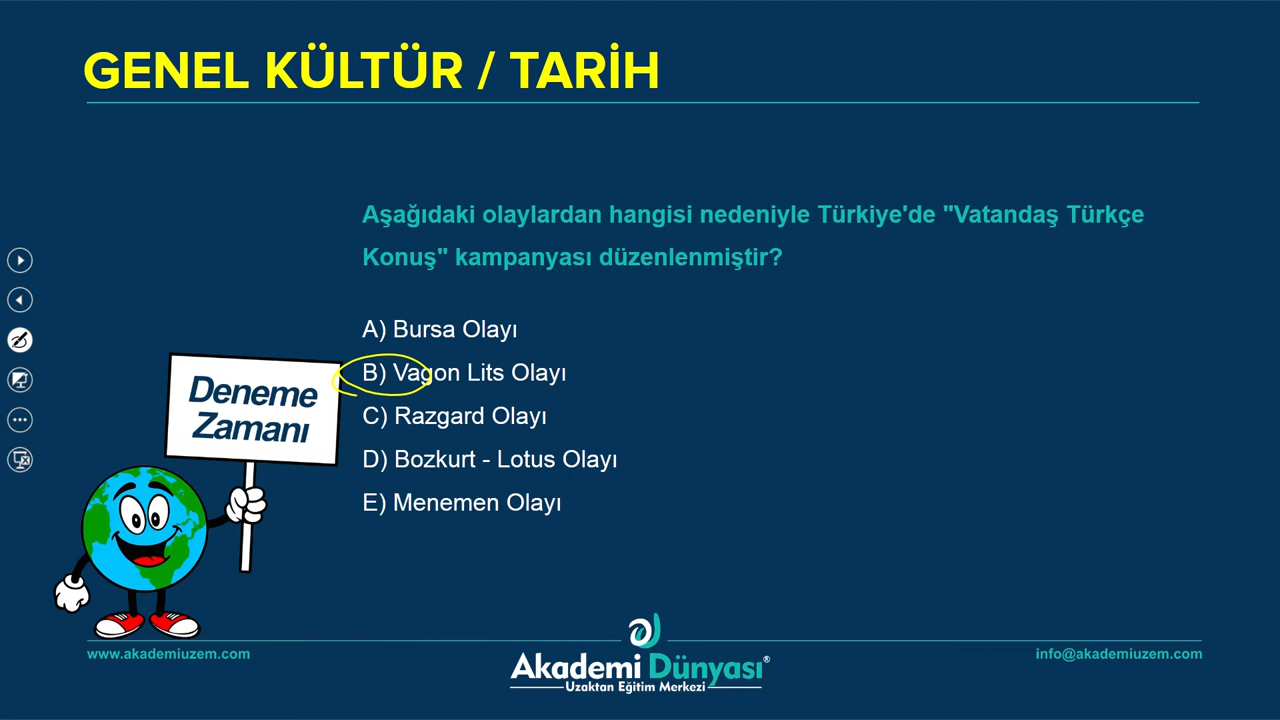 GENEL KÜLTÜR / TARİH
Aşağıdaki olaylardan hangisi nedeniyle Türkiye'de "Vatandaş Türkçe
Konuş" kampanyası düzenlenmiştir?
A) Bursa Olayı
B) Vagon Lits Olayı
C) Razgard Olayı
D) Bozkurt - Lotus Olayı
E) Menemen Olayı
Deneme
Zamanı
www.akademiuzem.com
Akademi Dünyası®
Uzaktan Eğitim Merkezi
info@akademiuzem.com